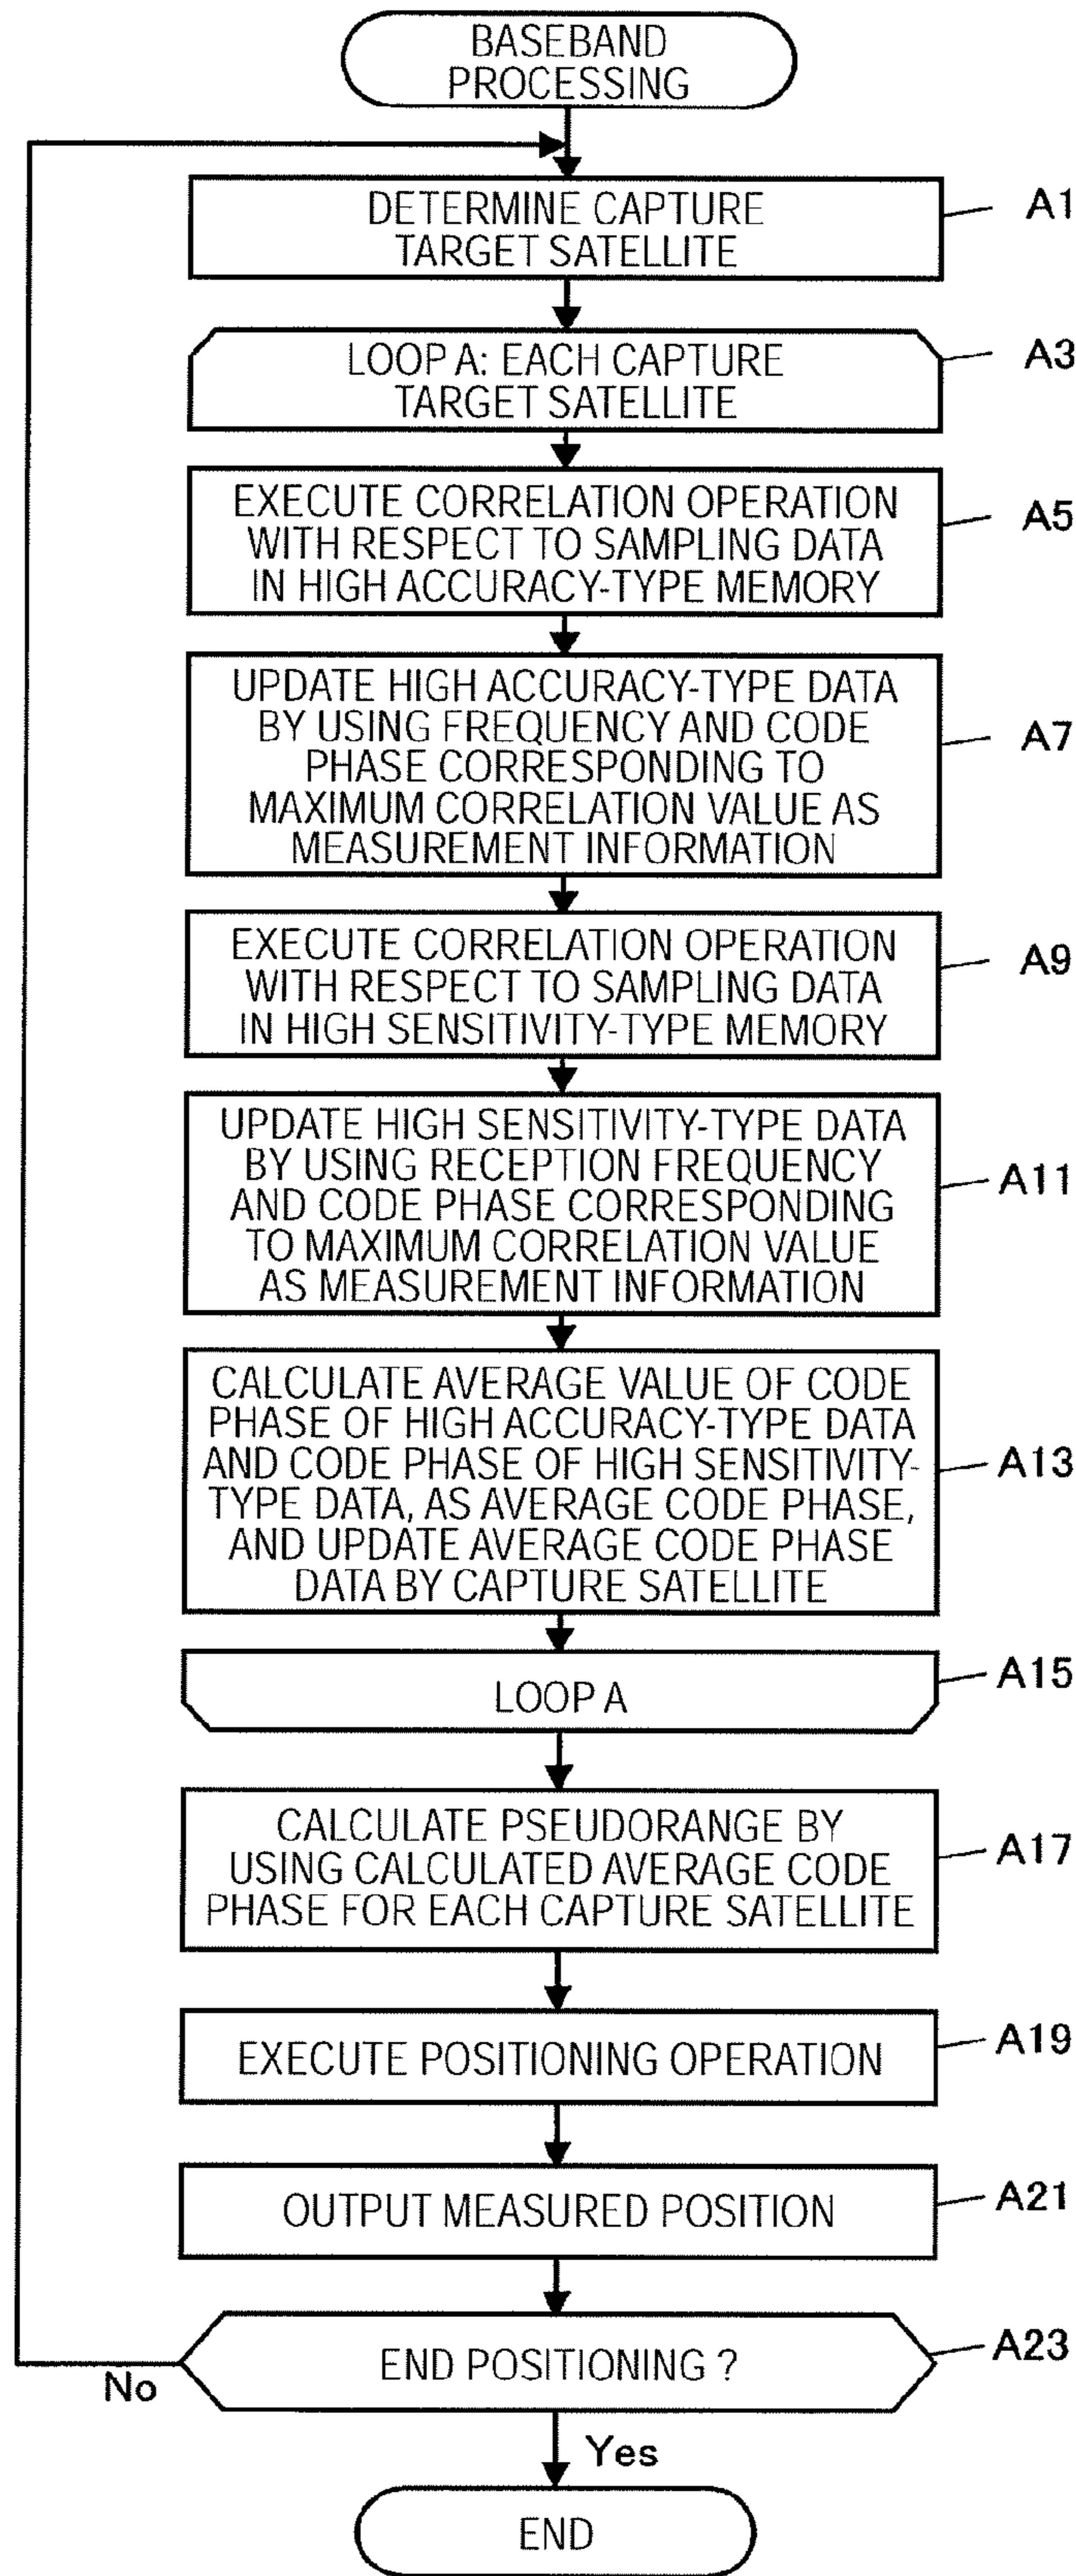 BASEBAND
PROCESSING
DETERMINE CAPTURE
TARGET SATELLITE
A1
LOOP A: EACH CAPTURE
TARGET SATELLITE
A3
EXECUTE CORRELATION OPERATION
WITH RESPECT TO SAMPLING DATA
IN HIGH ACCURACY-TYPE MEMORY
A5
UPDATE HIGH ACCURACY-TYPE DATA
BY USING FREQUENCY AND CODE
PHASE CORRESPONDING TO
MAXIMUM CORRELATION VALUE AS
MEASUREMENT INFORMATION
A7
EXECUTE CORRELATION OPERATION
WITH RESPECT TO SAMPLING DATA
IN HIGH SENSITIVITY-TYPE MEMORY
A9
UPDATE HIGH SENSITIVITY-TYPE DATA
BY USING RECEPTION FREQUENCY
AND CODE PHASE CORRESPONDING
TO MAXIMUM CORRELATION VALUE
AS MEASUREMENT INFORMATION
A11
CALCULATE AVERAGE VALUE OF CODE
PHASE OF HIGH ACCURACY-TYPE DATA
AND CODE PHASE OF HIGH SENSITIVITY-
TYPE DATA, AS AVERAGE CODE PHASE,
AND UPDATE AVERAGE CODE PHASE
DATA BY CAPTURE SATELLITE
A13
LOOP A
A15
CALCULATE PSEUDORANGE BY
USING CALCULATED AVERAGE CODE
PHASE FOR EACH CAPTURE SATELLITE
A17
EXECUTE POSITIONING OPERATION
A19
OUTPUT MEASURED POSITION
A21
END POSITIONING ?
A23
No
Yes
END